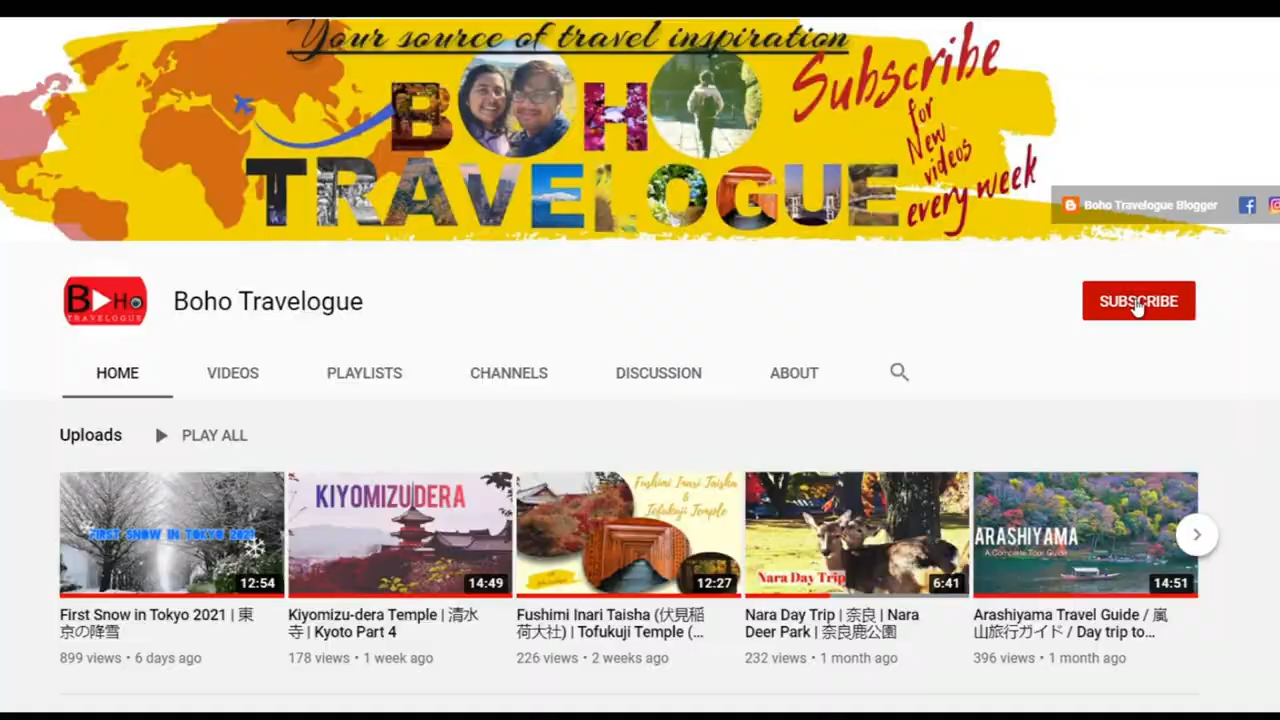 Your source of travel inspiration
BOHO
TRAVELOGUE
Subscribe
for
New
videos
every week
Boho Travelogue Blogger
BHo
TRAVELOGUE
Boho Travelogue
SUBSCRIBE
HOME VIDEOS PLAYLISTS CHANNELS DISCUSSION ABOUT
Uploads PLAY ALL
FIRST SNOW IN TOKYO 2021
12:54
KIYOMIZUDERA
14:49
Fushimi Inari Taisha
&
Tofukuji Temple
12:27
Nara Day Trip
6:41
ARASHIYAMA
A Complete Tour Guide
14:51
First Snow in Tokyo 2021 | 東
京の降雪
899 views • 6 days ago
Kiyomizu-dera Temple | 清水
寺 | Kyoto Part 4
178 views • 1 week ago
Fushimi Inari Taisha (伏見稲
荷大社) | Tofukuji Temple (...
226 views • 2 weeks ago
Nara Day Trip | 奈良 | Nara
Deer Park | 奈良鹿公園
232 views • 1 month ago
Arashiyama Travel Guide / 嵐
山旅行ガイド / Day trip to...
396 views • 1 month ago